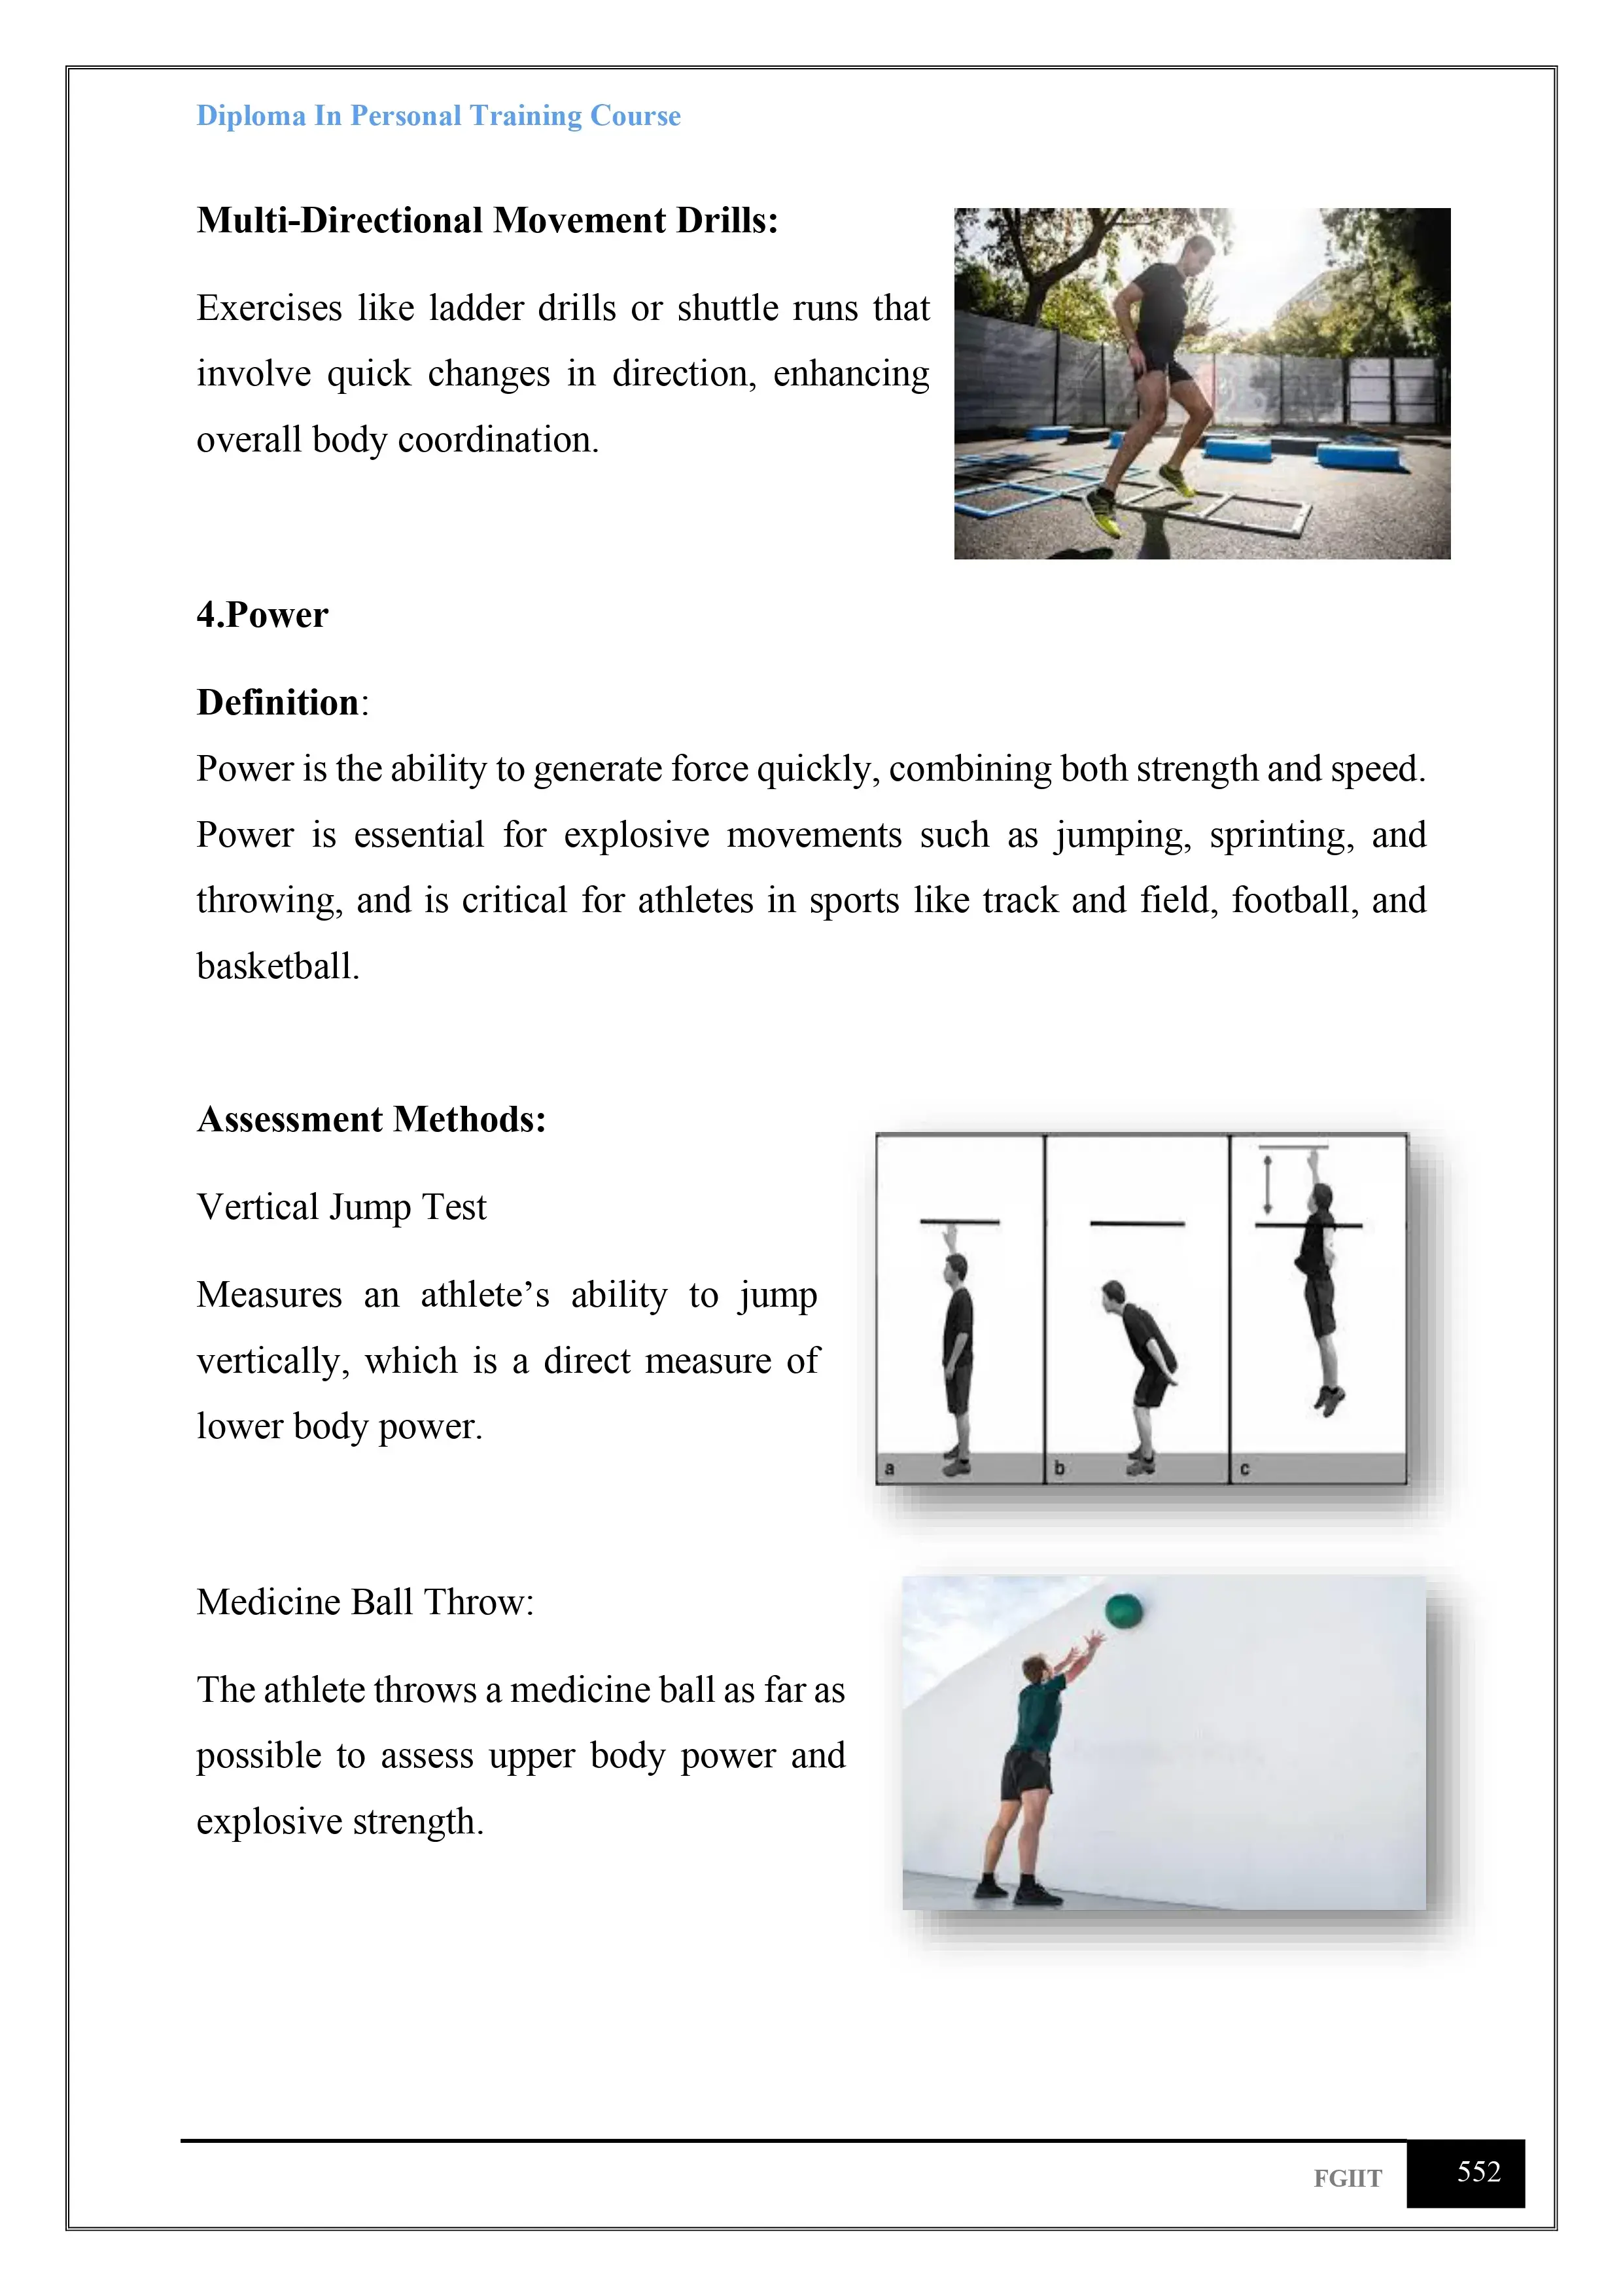 Diploma In Personal Training Course
Multi-Directional Movement Drills:
Exercises like ladder drills or shuttle runs that
involve quick changes in direction, enhancing
overall body coordination.
4.Power
Definition:
Power is the ability to generate force quickly, combining both strength and speed.
Power is essential for explosive movements such as jumping, sprinting, and
throwing, and is critical for athletes in sports like track and field, football, and
basketball.
Assessment Methods:
Vertical Jump Test
Measures an athlete’s ability to jump
vertically, which is a direct measure of
lower body power.
a
b
c
Medicine Ball Throw:
The athlete throws a medicine ball as far as
possible to assess upper body power and
explosive strength.
FGIIT
552